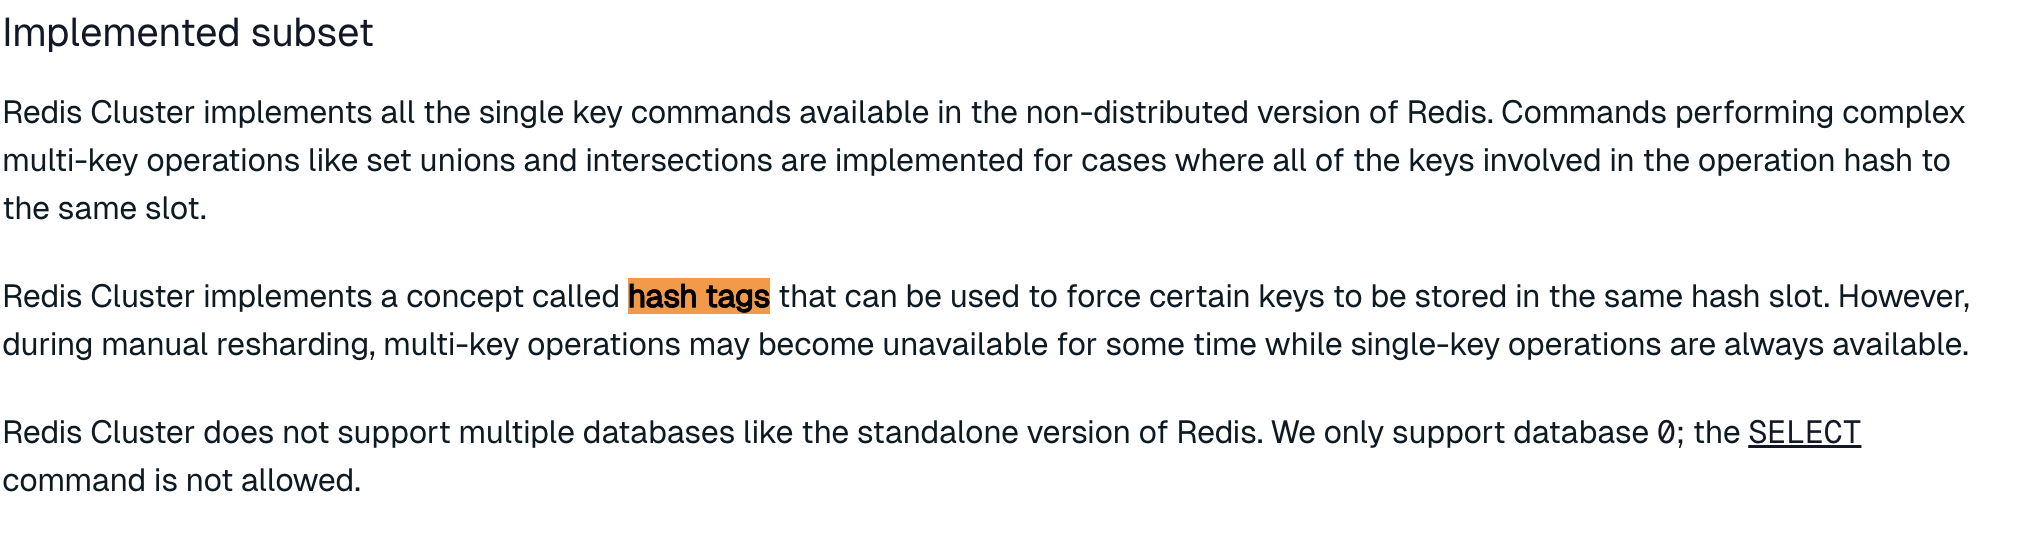 Implemented subset
Redis Cluster implements all the single key commands available in the non-distributed version of Redis. Commands performing complex
multi-key operations like set unions and intersections are implemented for cases where all of the keys involved in the operation hash to
the same slot.
Redis Cluster implements a concept called hash tags that can be used to force certain keys to be stored in the same hash slot. However,
during manual resharding, multi-key operations may become unavailable for some time while single-key operations are always available.
Redis Cluster does not support multiple databases like the standalone version of Redis. We only support database 0; the SELECT
command is not allowed.